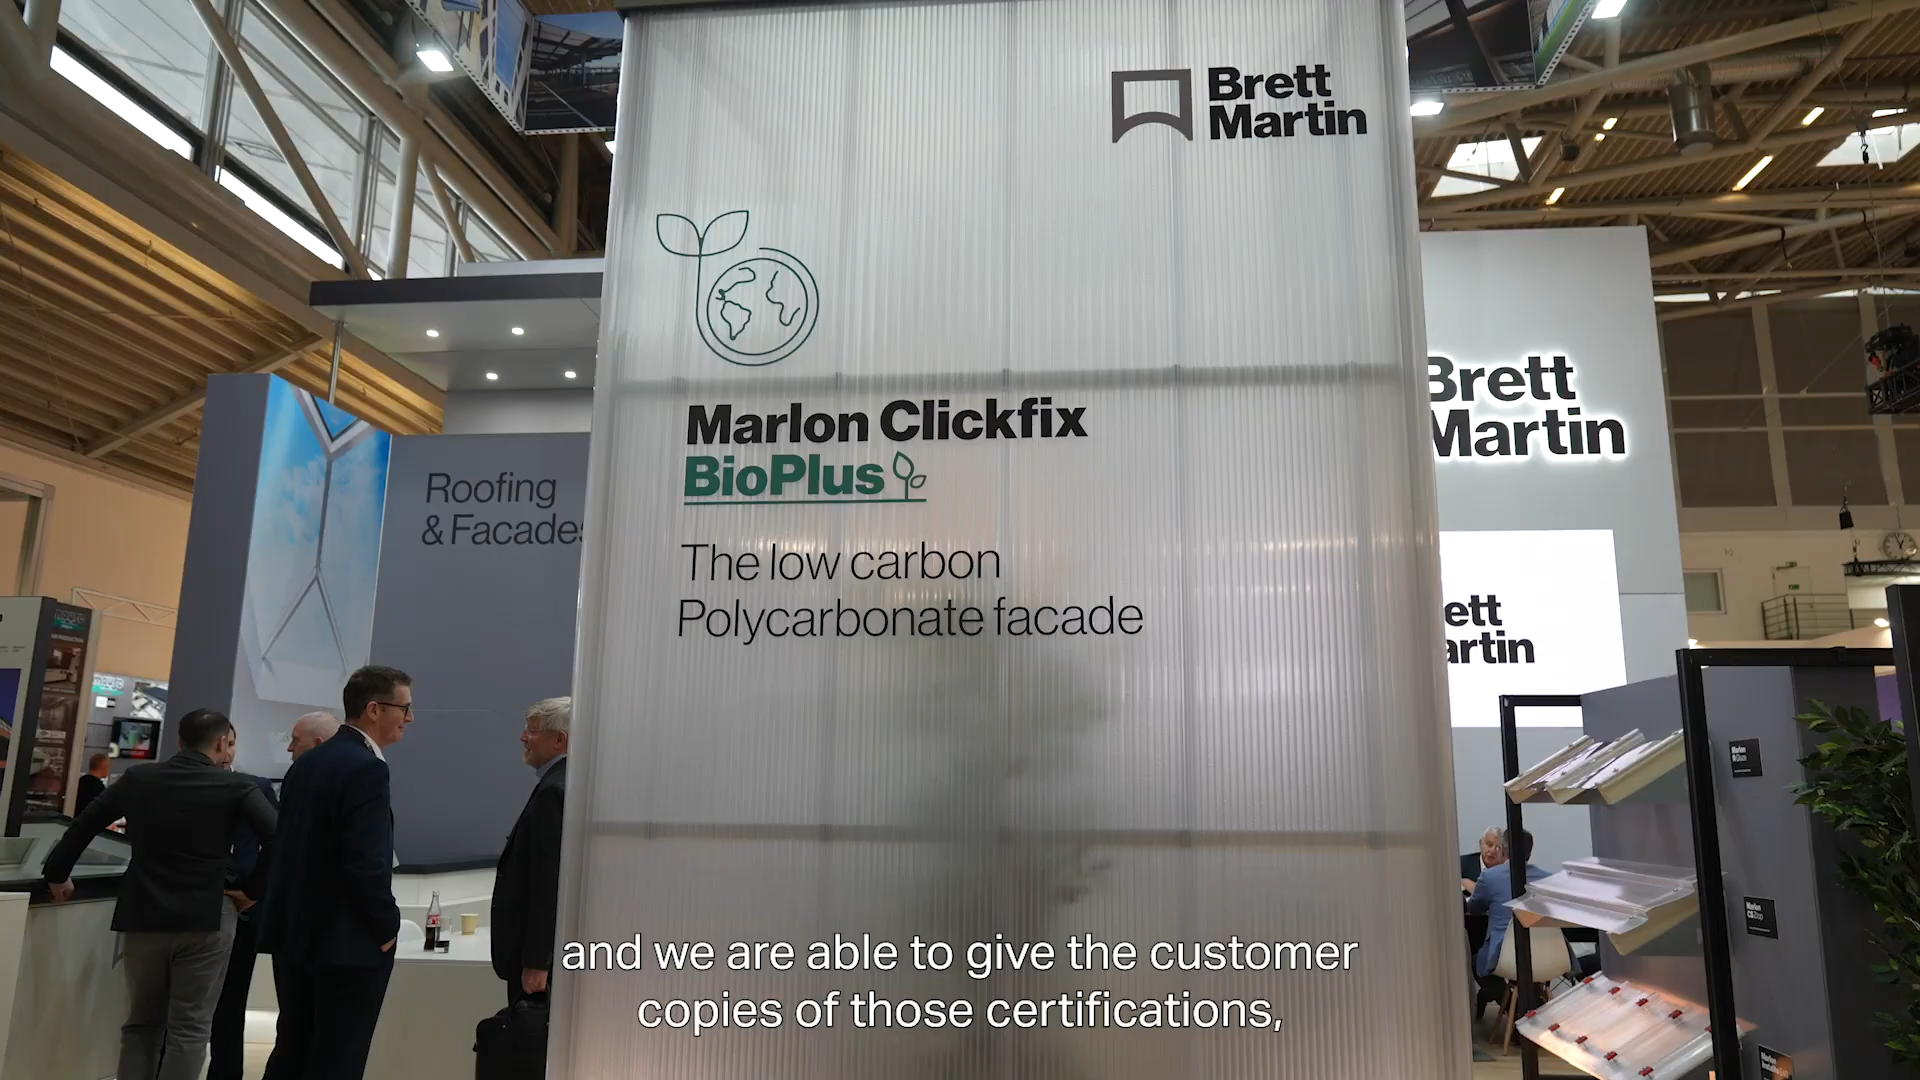 Brett
Martin
Marlon Clickfix
BioPlus
The low carbon
Polycarbonate facade
Roofing
& Facades
Brett
Martin
ett
artin
and we are able to give the customer
copies of those certifications,